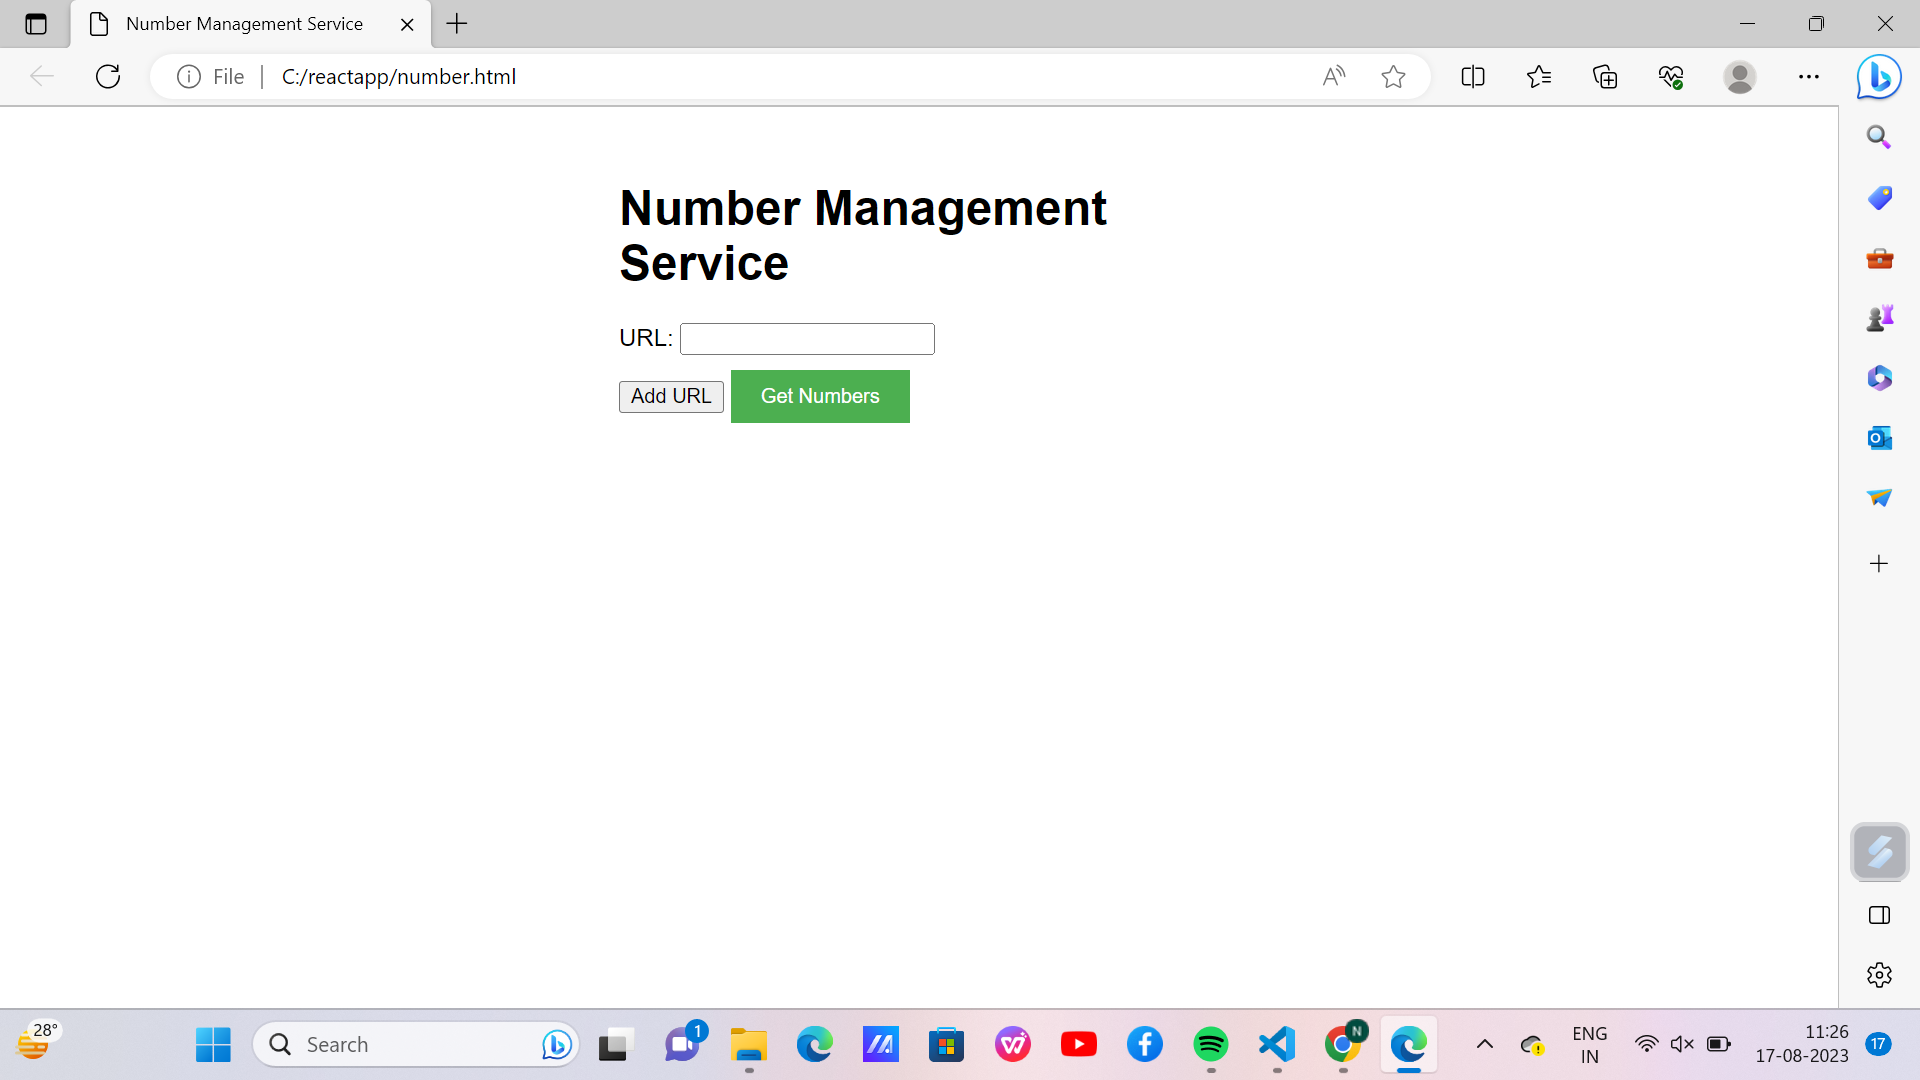 Number Management Service
File
C:/reactapp/number.html
A
b
Number Management
Service
URL:
Add URL
Get Numbers
28°
Search
b
1
N
ENG
IN
11:26
17-08-2023
17